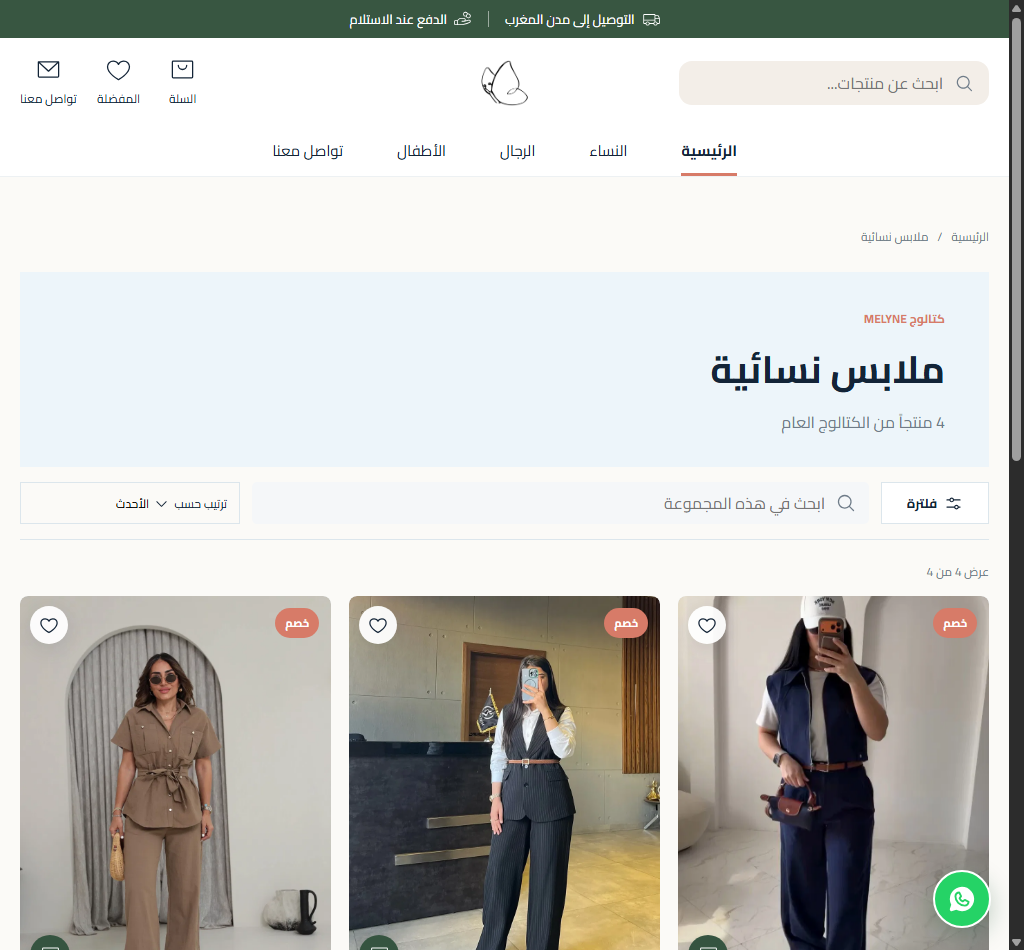 التوصيل إلى مدن المغرب
الدفع عند الاستلام
ابحث عن منتجات...
السلة
المفضلة
تواصل معنا
الرئيسية
النساء
الرجال
الأطفال
تواصل معنا
الرئيسية / ملابس نسائية
كتالوج MELYNE
ملابس نسائية
4 منتجاً من الكتالوج العام
فلترة
ابحث في هذه المجموعة
ترتيب حسب
الأحدث
عرض 4 من 4
خصم
خصم
خصم